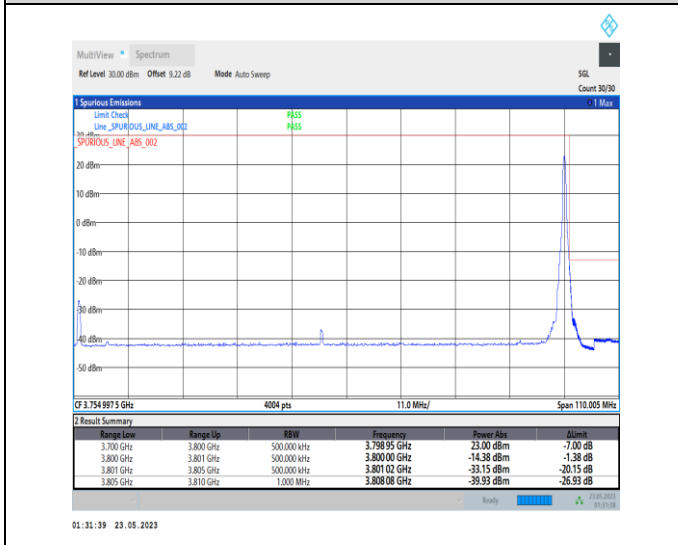 MultiView Spectrum
Ref Level 30.00 dBm Offset 9.22 dB Mode Auto Sweep SGL
Count 30/30
1 Spurious Emissions 1 Max
Limit Check PASS
Line _SPURIOUS_LINE_ABS_002 PASS
_SPURIOUS_LINE_ABS_002
20 dBm
10 dBm
0 dBm
-10 dBm
-20 dBm
-30 dBm
-40 dBm
-50 dBm
CF 3.754 997 5 GHz 4004 pts 11.0 MHz/ Span 110.005 MHz
2 Result Summary
Range Low Range Up RBW Frequency Power Abs ΔLimit
3.700 GHz 3.800 GHz 500.000 kHz 3.798 95 GHz 23.00 dBm -7.00 dB
3.800 GHz 3.801 GHz 500.000 kHz 3.800 00 GHz -14.38 dBm -1.38 dB
3.801 GHz 3.805 GHz 500.000 kHz 3.801 02 GHz -33.15 dBm -20.15 dB
3.805 GHz 3.810 GHz 1.000 MHz 3.808 08 GHz -39.93 dBm -26.93 dB
Ready 23.05.2023
01:31:38
01:31:39 23.05.2023